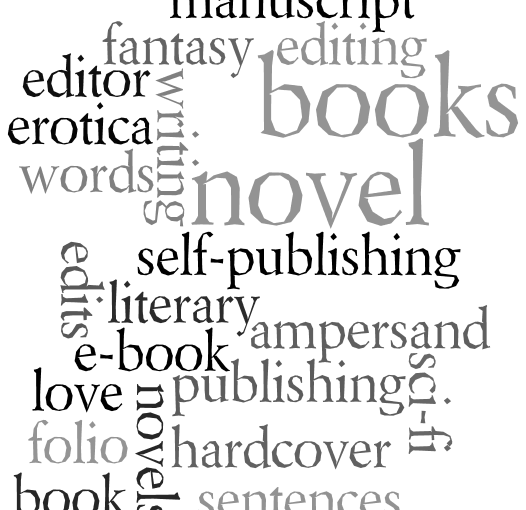 manuscript
fantasy
editing
editor
books
erotica
writing
words
novel
self-publishing
edits
literary
ampersand
e-book
sci-fi
love
publishing
novels
folio
hardcover
book
sentences